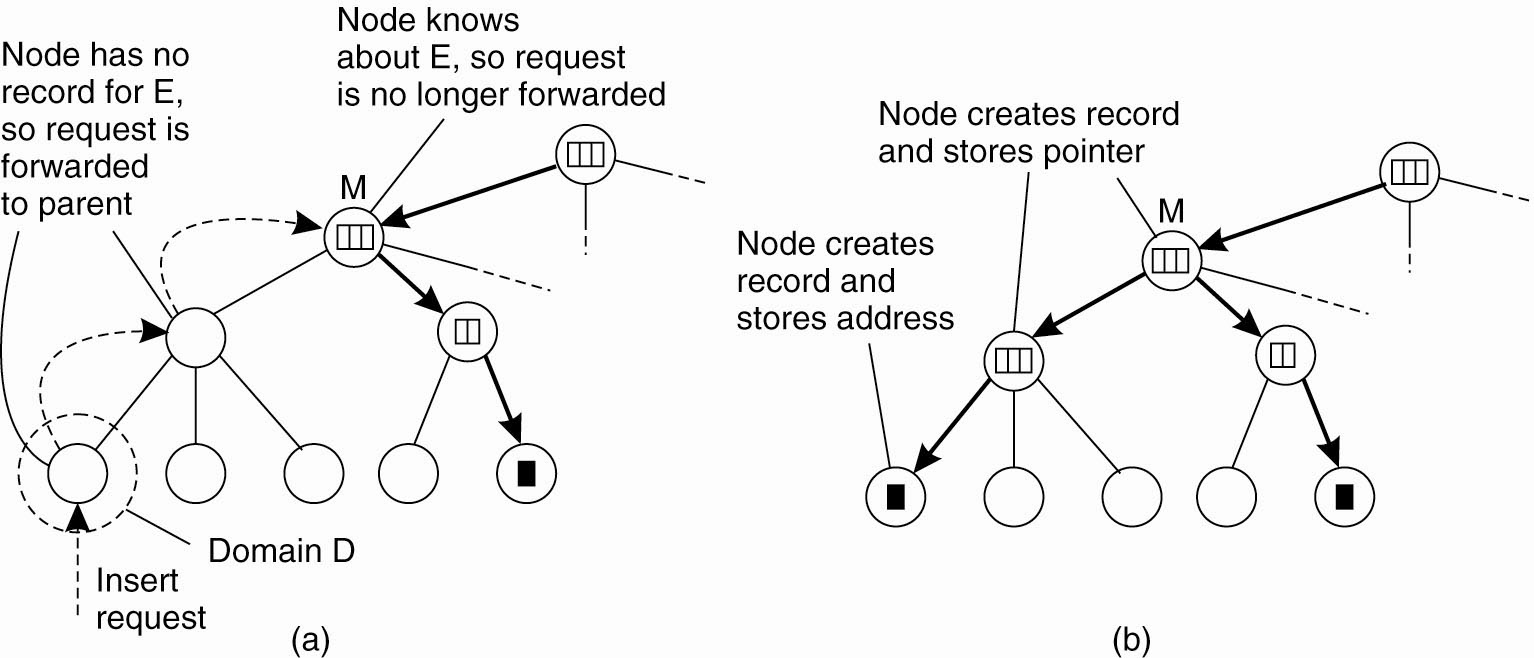 Node has no
record for E,
so request is
forwarded
to parent
Node knows
about E, so request
is no longer forwarded
M
Domain D
Insert
request
(a)
Node creates record
and stores pointer
M
Node creates
record and
stores address
(b)